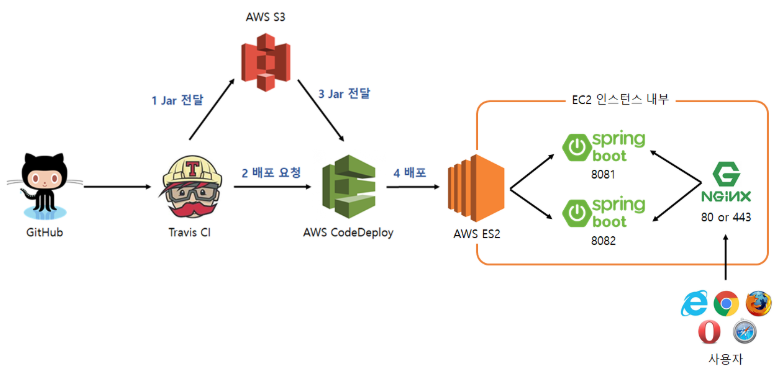 AWS S3
1 Jar 전달
3 Jar 전달
EC2 인스턴스 내부
spring
boot
8081
T
2 배포 요청
4 배포
NGINX
80 or 443
spring
boot
8082
GitHub
Travis CI
AWS CodeDeploy
AWS ES2
사용자